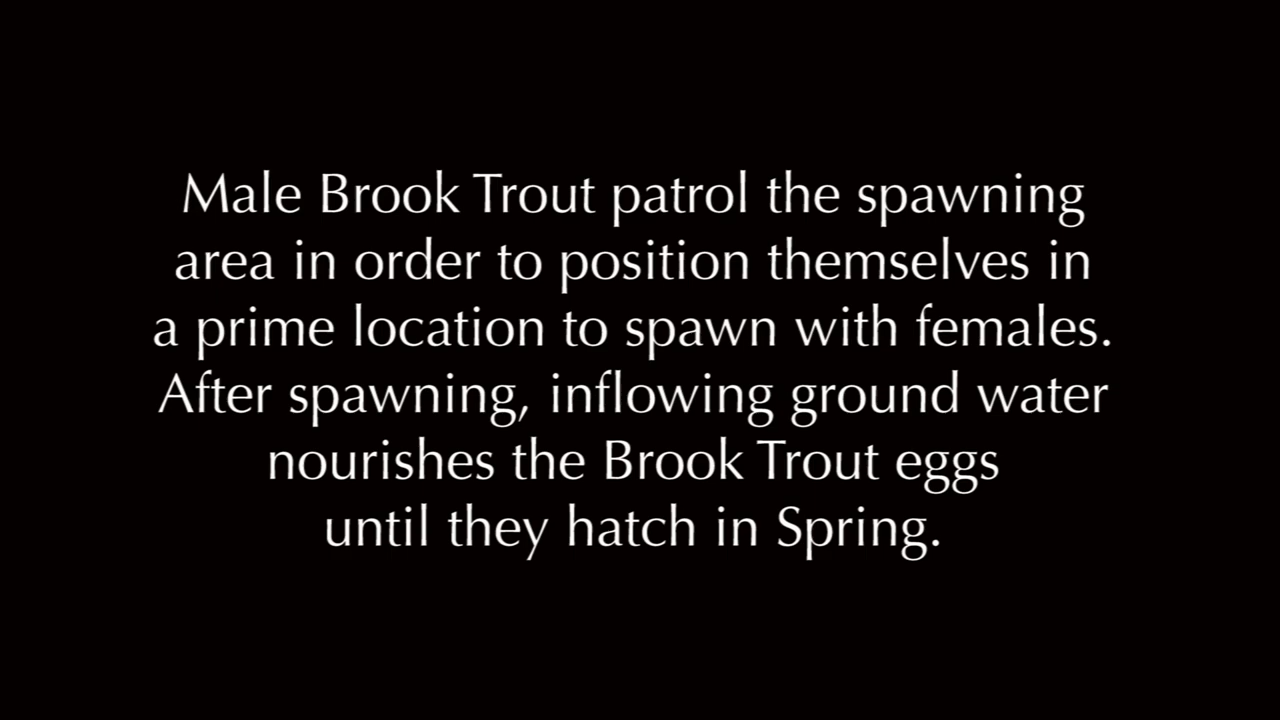 Male Brook Trout patrol the spawning
area in order to position themselves in
a prime location to spawn with females.
After spawning, inflowing ground water
nourishes the Brook Trout eggs
until they hatch in Spring.